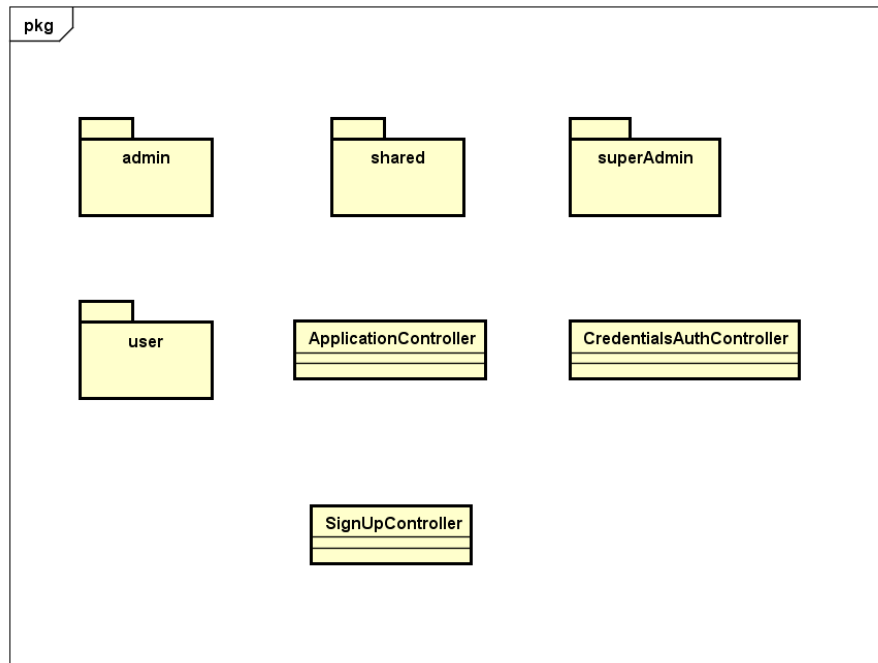 pkg
admin
shared
superAdmin
user
ApplicationController
CredentialsAuthController
SignUpController